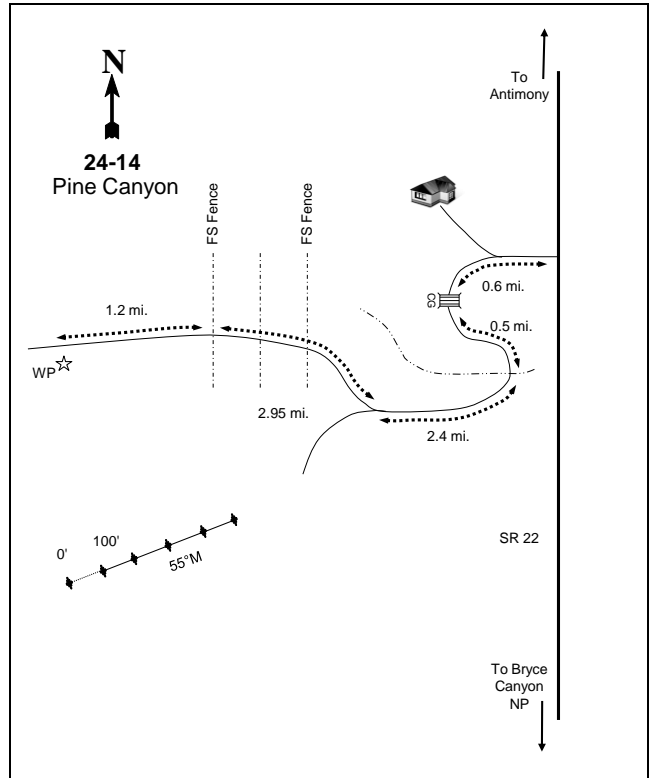 N
24-14
Pine Canyon
To
Antimony
FS Fence
FS Fence
CG
0.6 mi.
0.5 mi.
1.2 mi.
WP
2.95 mi.
2.4 mi.
0'
100'
55°M
SR 22
To Bryce
Canyon
NP